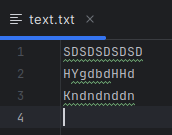 text.txt
1 SDSDSDSDSD
2 HYgdbdHHd
3 Kndndnddn
4